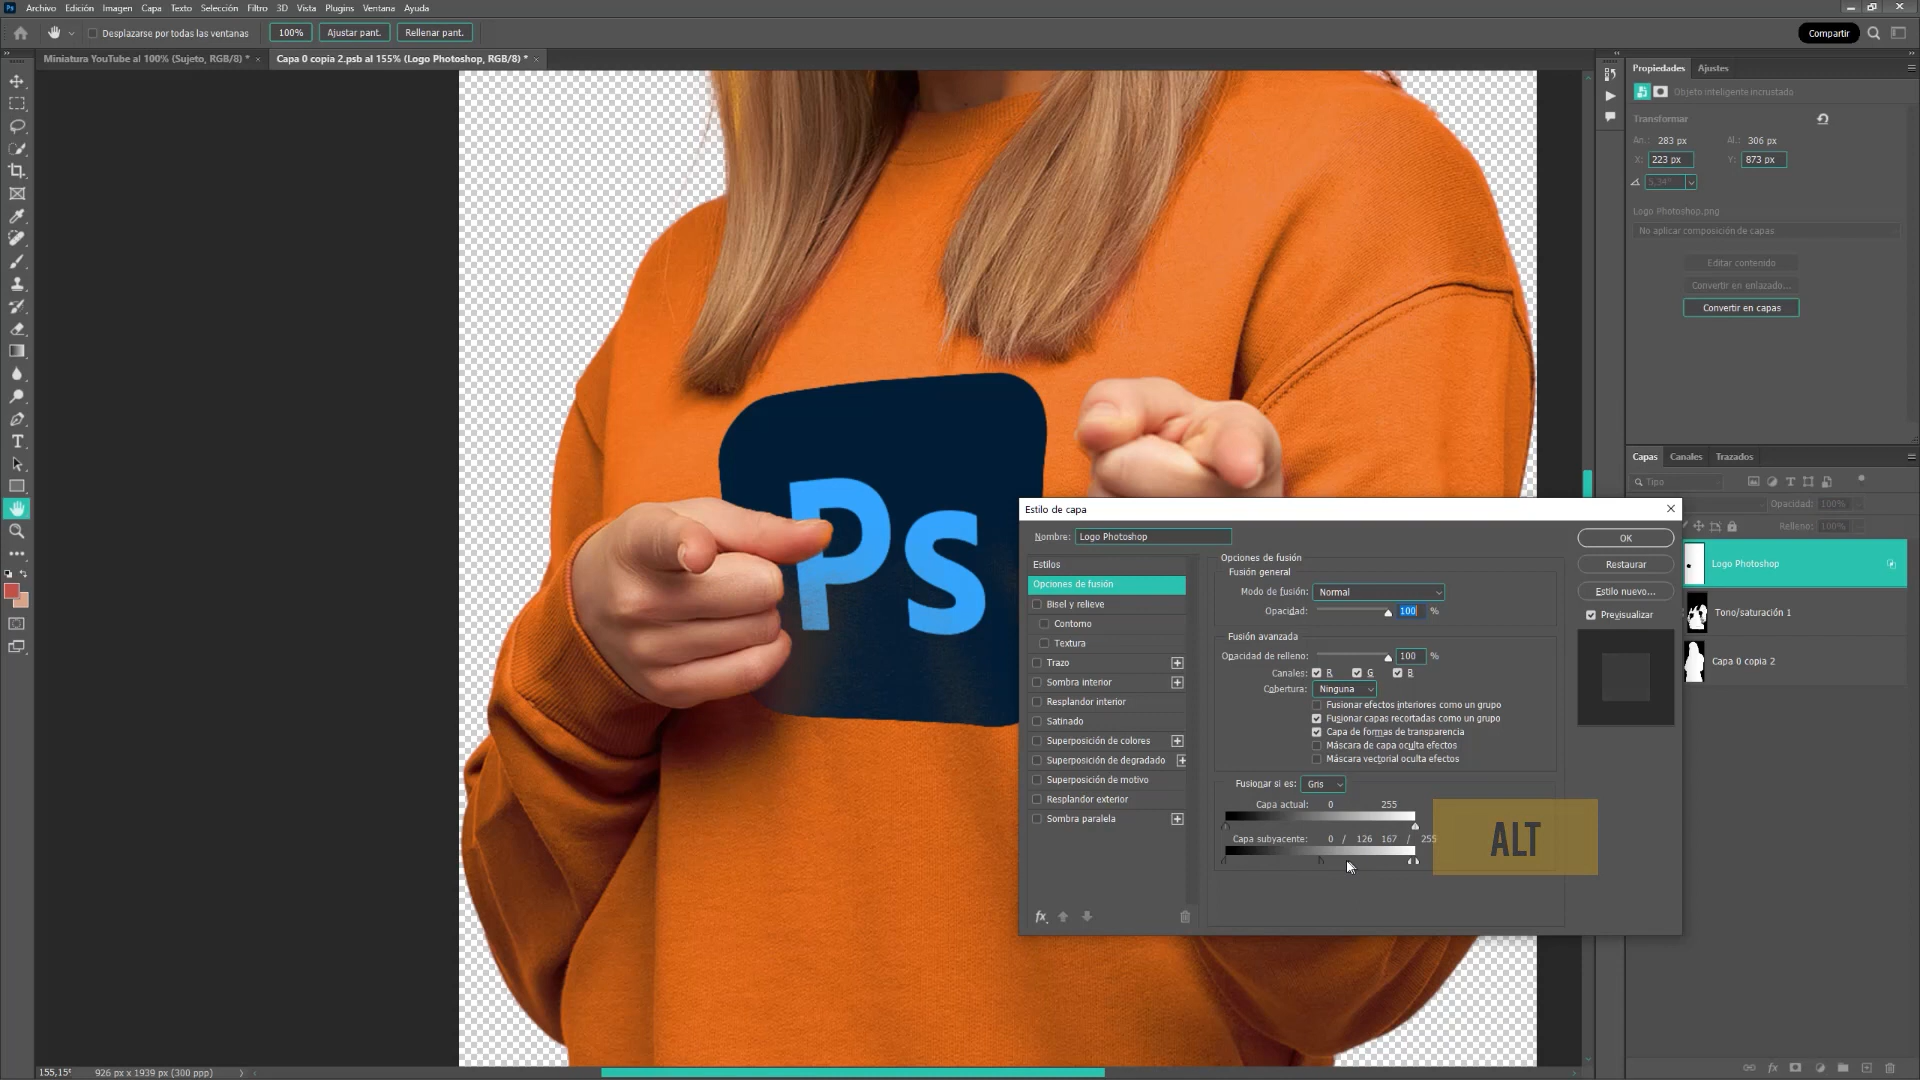 Ps
Archivo Edición Imagen Capa Texto Selección Filtro 3D Vista Plugins Ventana Ayuda
Desplazarse por todas las ventanas 100% Ajustar pant. Rellenar pant.
Compartir
Miniatura YouTube al 100% (Sujeto, RGB/8) * ×
Capa 0 copia 2.psb al 155% (Logo Photoshop, RGB/8) * ×
Propiedades Ajustes
Objeto inteligente incrustado
Transformar
An.: 283 px Al.: 306 px
X: 223 px Y: 873 px
5,34°
Logo Photoshop.png
No aplicar composición de capas
Editar contenido
Convertir en enlazado...
Convertir en capas
Capas Canales Trazados
Tipo
Opacidad: 100%
Relleno: 100%
Logo Photoshop
Tono/saturación 1
Capa 0 copia 2
Ps
Estilo de capa
Nombre: Logo Photoshop
Estilos
Opciones de fusión
Bisel y relieve
Contorno
Textura
Trazo
Sombra interior
Resplandor interior
Satinado
Superposición de colores
Superposición de degradado
Superposición de motivo
Resplandor exterior
Sombra paralela
fx
Opciones de fusión
Fusión general
Modo de fusión: Normal
Opacidad: 100 %
Fusión avanzada
Opacidad de relleno: 100 %
Canales: R G B
Cobertura: Ninguna
Fusionar efectos interiores como un grupo
Fusionar capas recortadas como un grupo
Capa de formas de transparencia
Máscara de capa oculta efectos
Máscara vectorial oculta efectos
Fusionar si es: Gris
Capa actual: 0 255
Capa subyacente: 0 / 126 167 / 255
OK
Restaurar
Estilo nuevo...
Previsualizar
ALT
155,15° 926 px x 1939 px (300 ppp)
fx